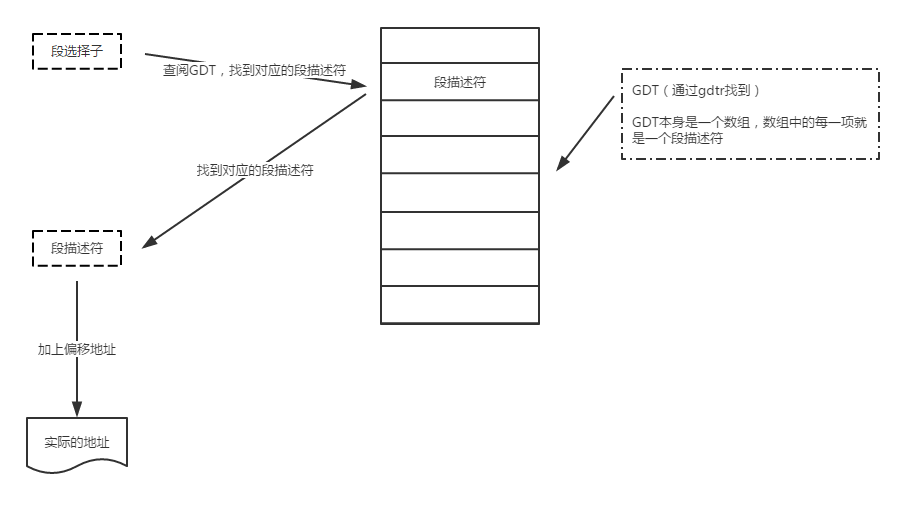 段选择子
查阅GDT，找到对应的段描述符
段描述符
GDT（通过gdtr找到）
GDT本身是一个数组，数组中的每一项就
是一个段描述符
找到对应的段描述符
段描述符
加上偏移地址
实际的地址